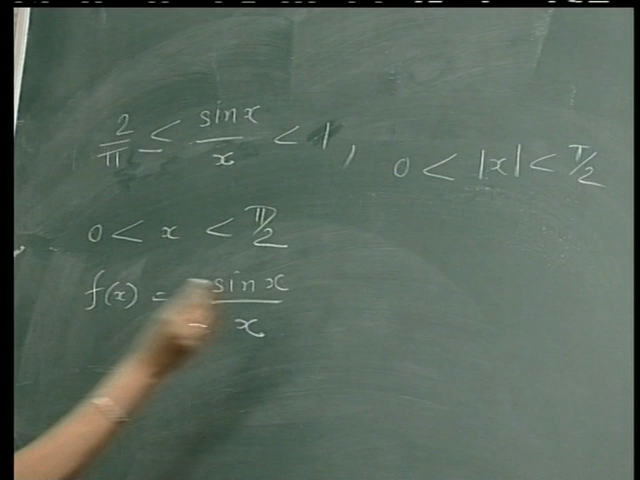 2/π ≤ sin x / x < 1, 0 < |x| < π/2
0 < x < π/2
f(x) = sin x / x